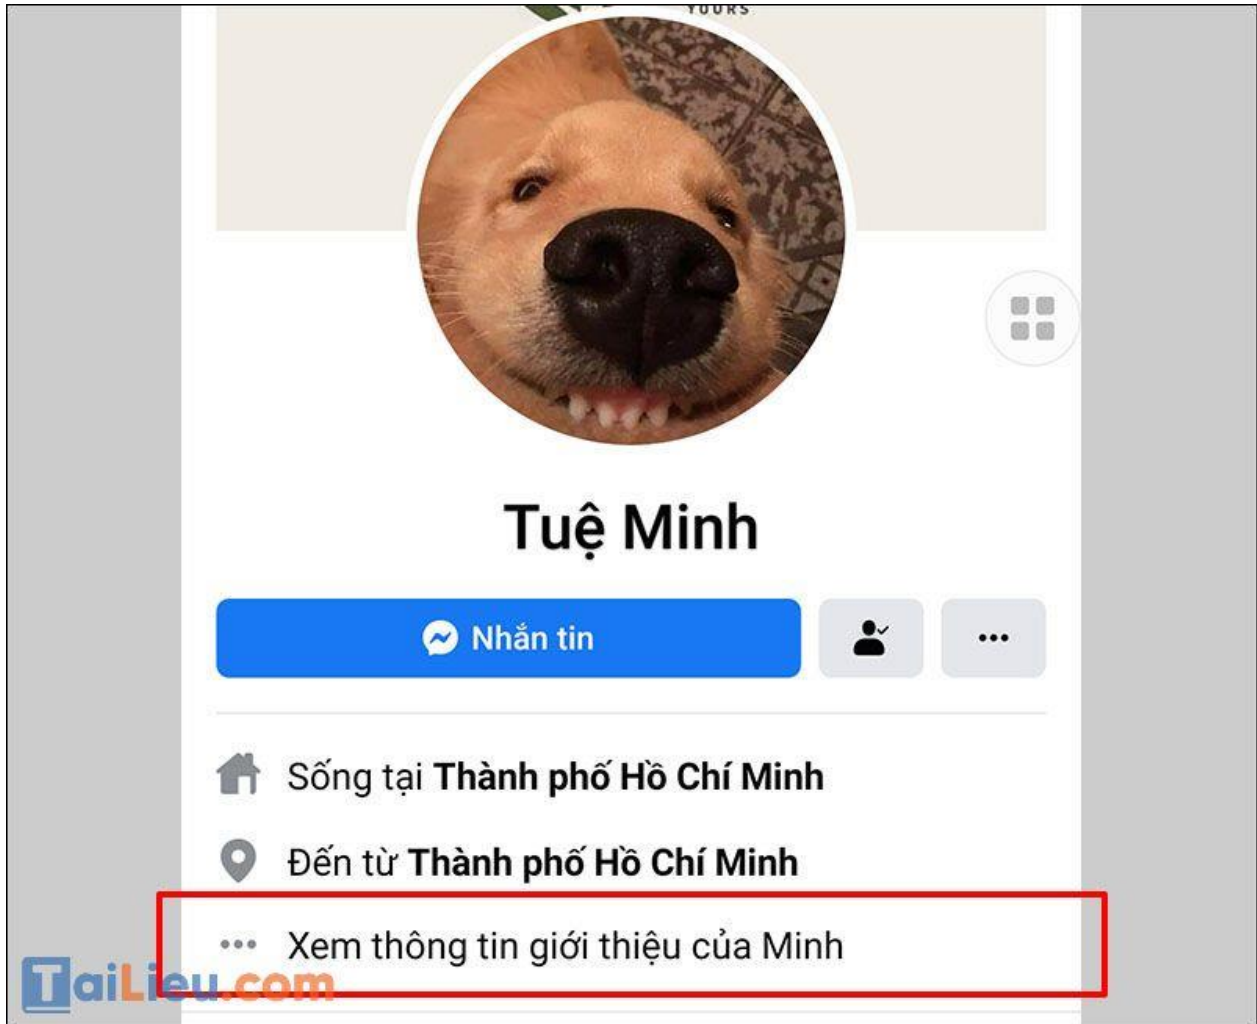 YOURS
Tuệ Minh
Nhắn tin
Sống tại Thành phố Hồ Chí Minh
Đến từ Thành phố Hồ Chí Minh
Xem thông tin giới thiệu của Minh
TaiLieu.com